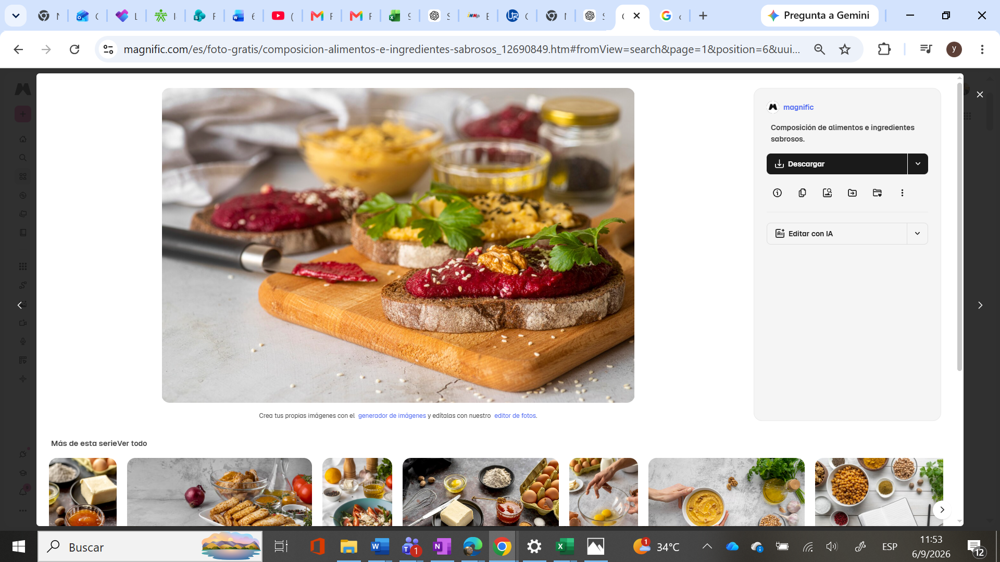 Pregunta a Gemini
magnific.com/es/foto-gratis/composicion-alimentos-e-ingredientes-sabrosos_12690849.htm#fromView=search&page=1&position=6&uui...
y
magnific
Composición de alimentos e ingredientes
sabrosos.
Descargar
Editar con IA
Crea tus propias imágenes con el generador de imágenes y edítalas con nuestro editor de fotos.
Más de esta serieVer todo
Buscar
1
1
34°C
ESP
11:53
6/9/2026
12